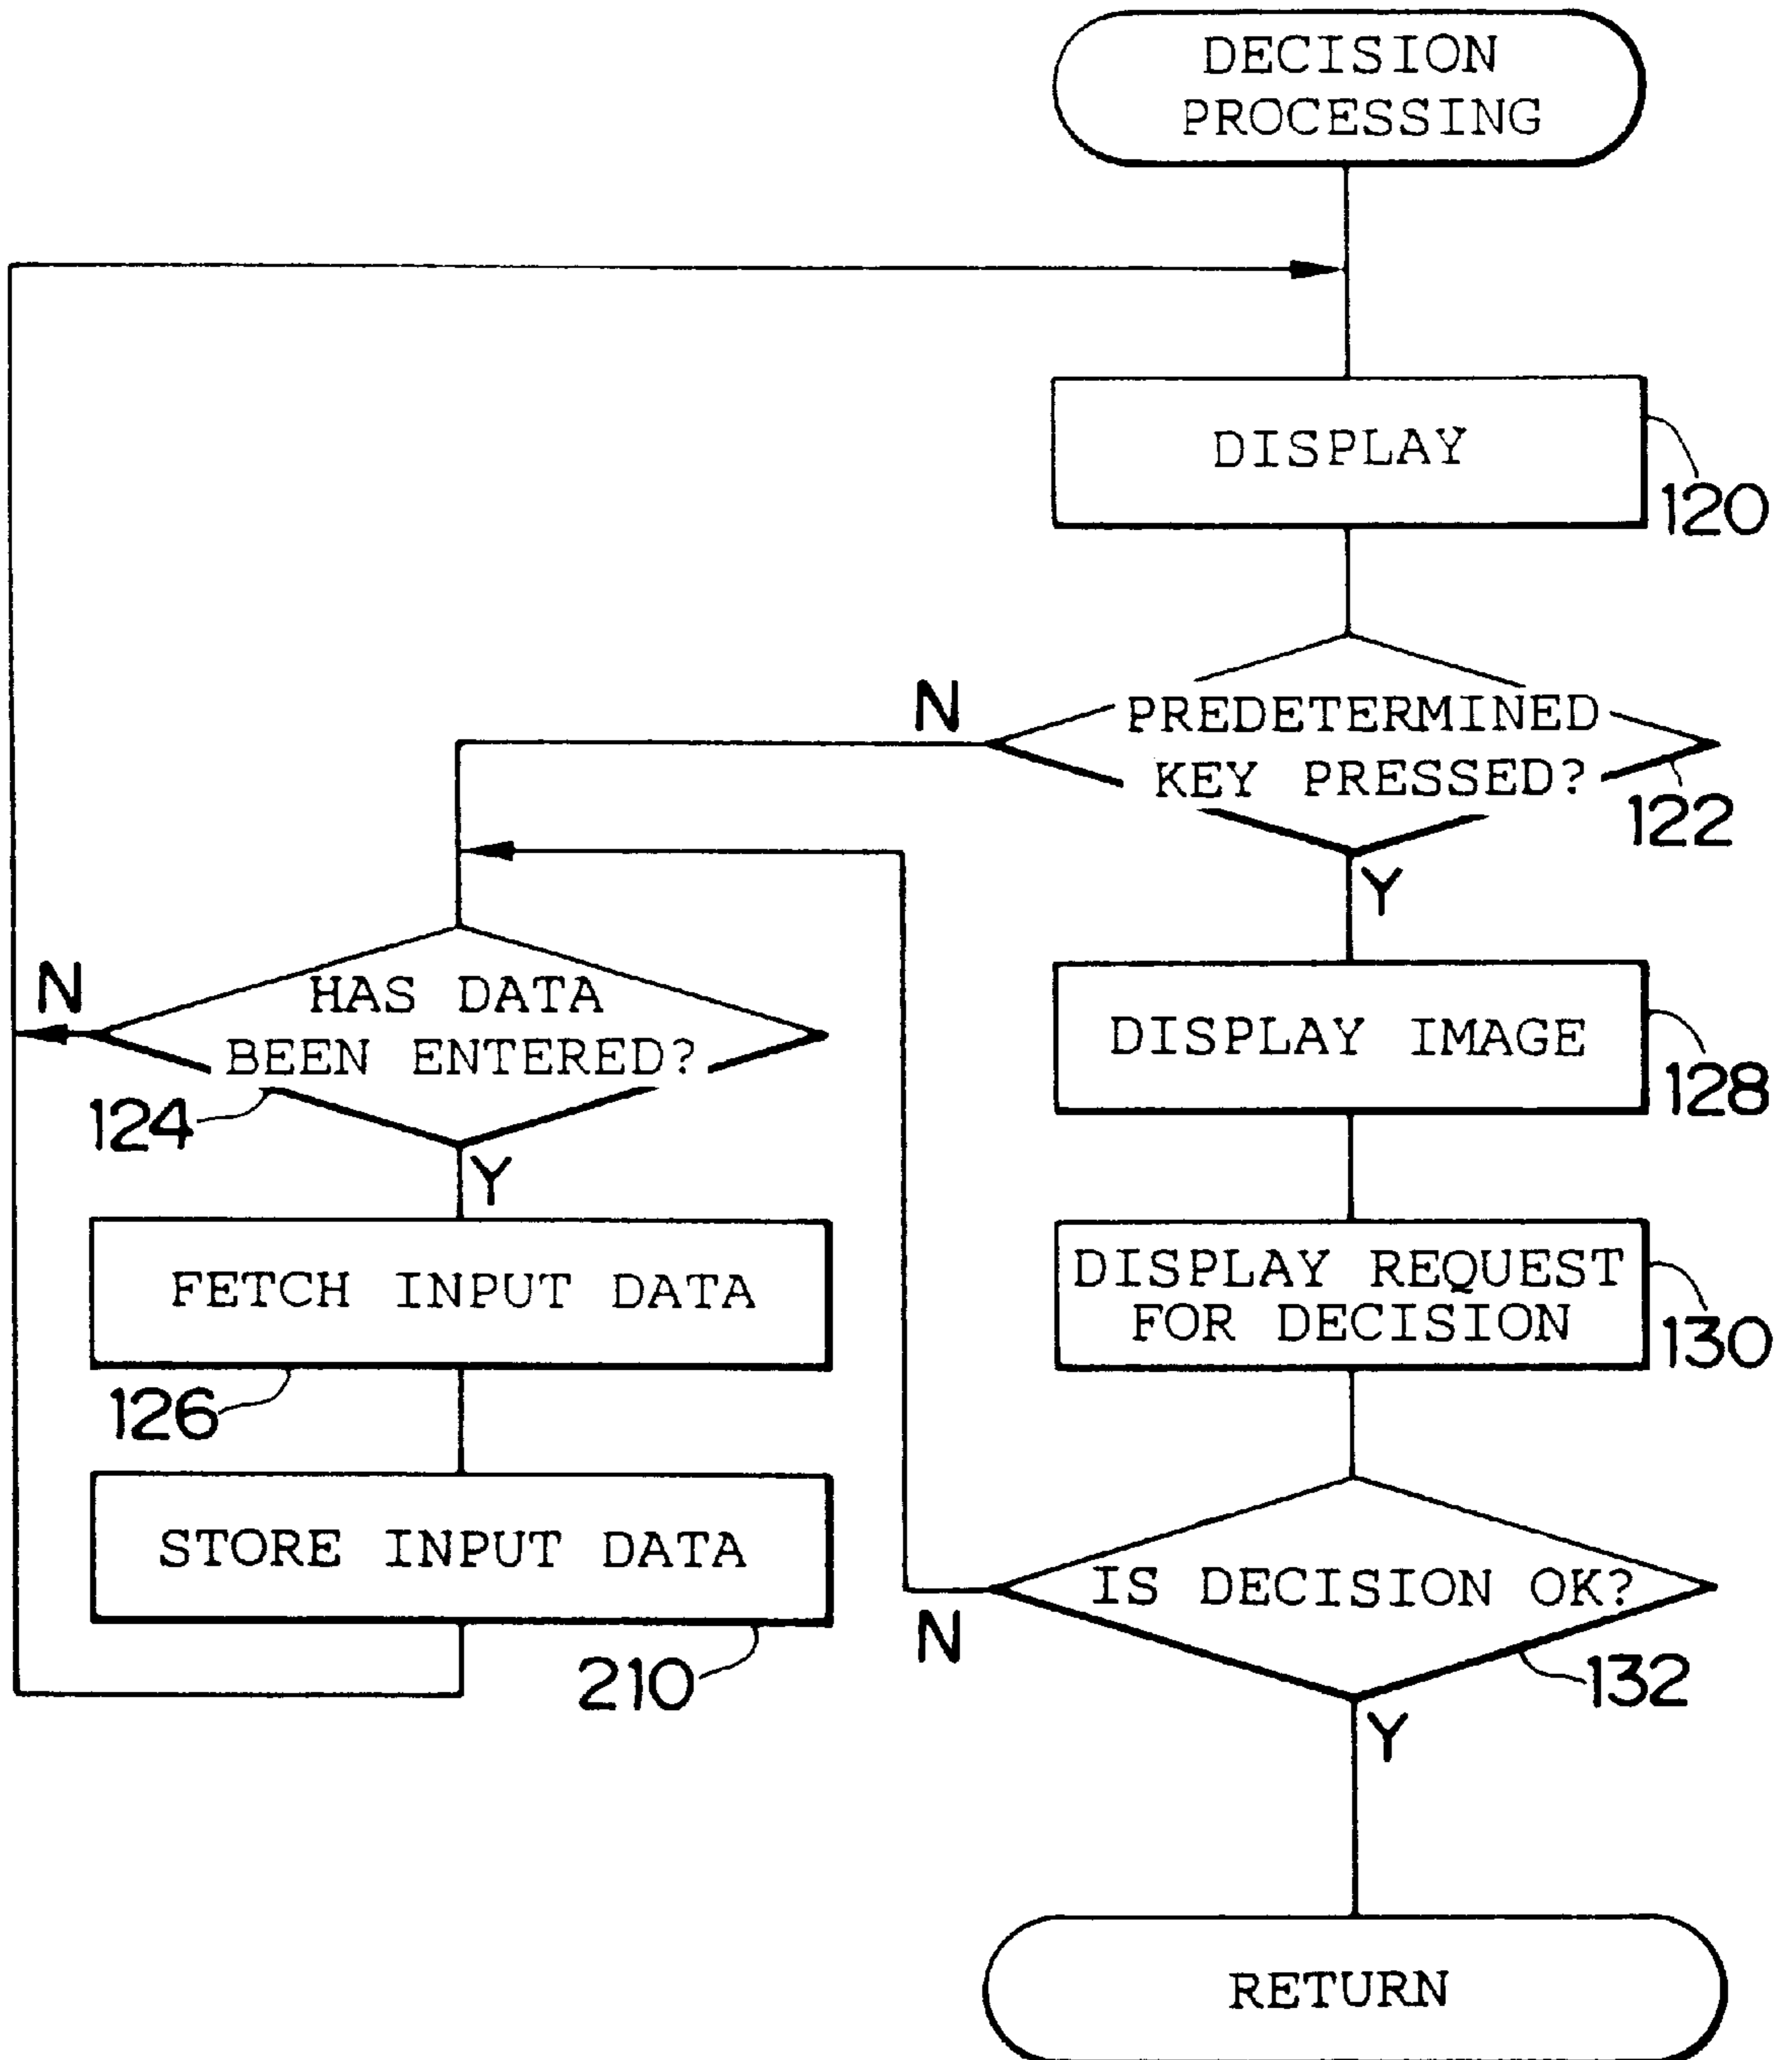 DECISION
PROCESSING
DISPLAY
120
N
PREDETERMINED
KEY PRESSED?
122
Y
N
HAS DATA
BEEN ENTERED?
124
Y
DISPLAY IMAGE
128
FETCH INPUT DATA
126
DISPLAY REQUEST
FOR DECISION
130
STORE INPUT DATA
210
IS DECISION OK?
N
132
Y
RETURN